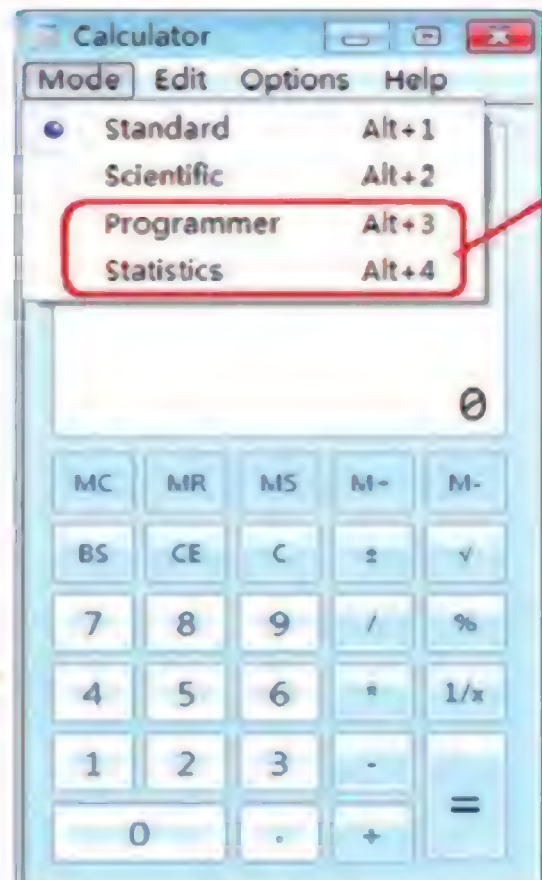 Calculator
Mode Edit Options Help
Standard Alt+1
Scientific Alt+2
Programmer Alt+3
Statistics Alt+4
0
MC MR MS M+ M-
BS CE C ± √
7 8 9 / %
4 5 6 * 1/x
1 2 3 -
0 . + =